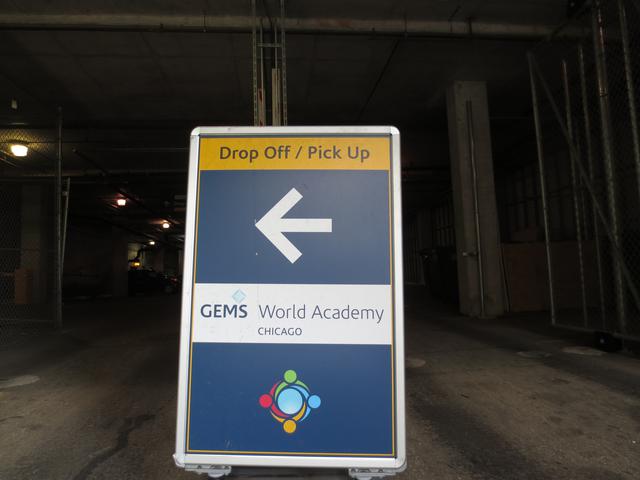 Drop Off / Pick Up
GEMS World Academy
CHICAGO